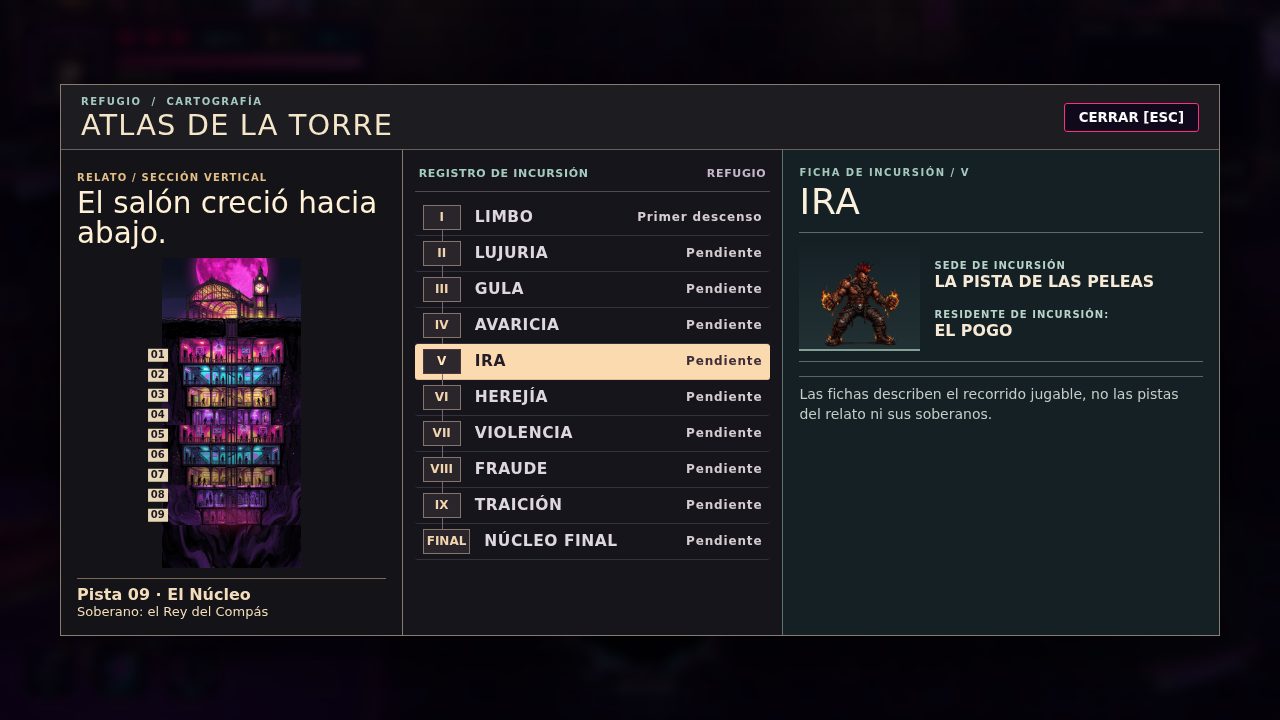 REFUGIO / CARTOGRAFÍA
ATLAS DE LA TORRE
CERRAR [ESC]
RELATO / SECCIÓN VERTICAL
El salón creció hacia
abajo.
01
02
03
04
05
06
07
08
09
Pista 09 · El Núcleo
Soberano: el Rey del Compás
REGISTRO DE INCURSIÓN REFUGIO
I LIMBO Primer descenso
II LUJURIA Pendiente
III GULA Pendiente
IV AVARICIA Pendiente
V IRA Pendiente
VI HEREJÍA Pendiente
VII VIOLENCIA Pendiente
VIII FRAUDE Pendiente
IX TRAICIÓN Pendiente
FINAL NÚCLEO FINAL Pendiente
FICHA DE INCURSIÓN / V
IRA
SEDE DE INCURSIÓN
LA PISTA DE LAS PELEAS
RESIDENTE DE INCURSIÓN:
EL POGO
Las fichas describen el recorrido jugable, no las pistas
del relato ni sus soberanos.